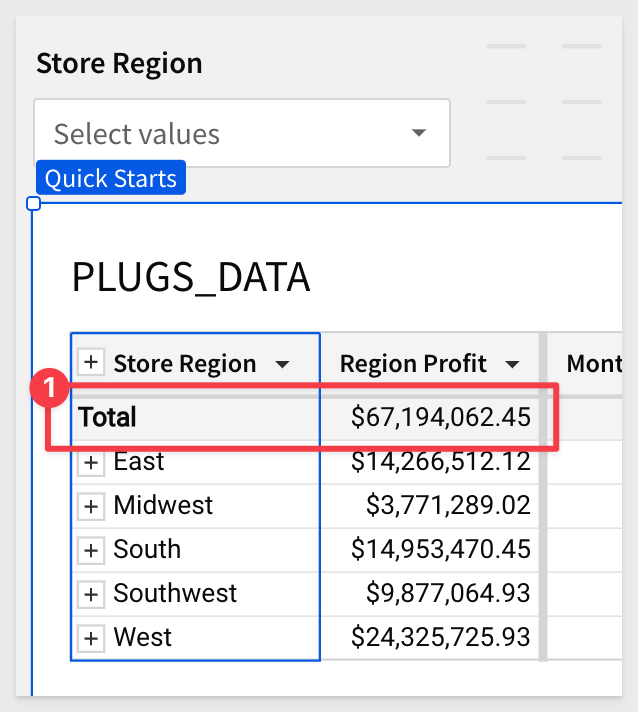 Store Region
Select values
Quick Starts
PLUGS_DATA
Store Region Region Profit Mont
1
Total $67,194,062.45
East $14,266,512.12
Midwest $3,771,289.02
South $14,953,470.45
Southwest $9,877,064.93
West $24,325,725.93